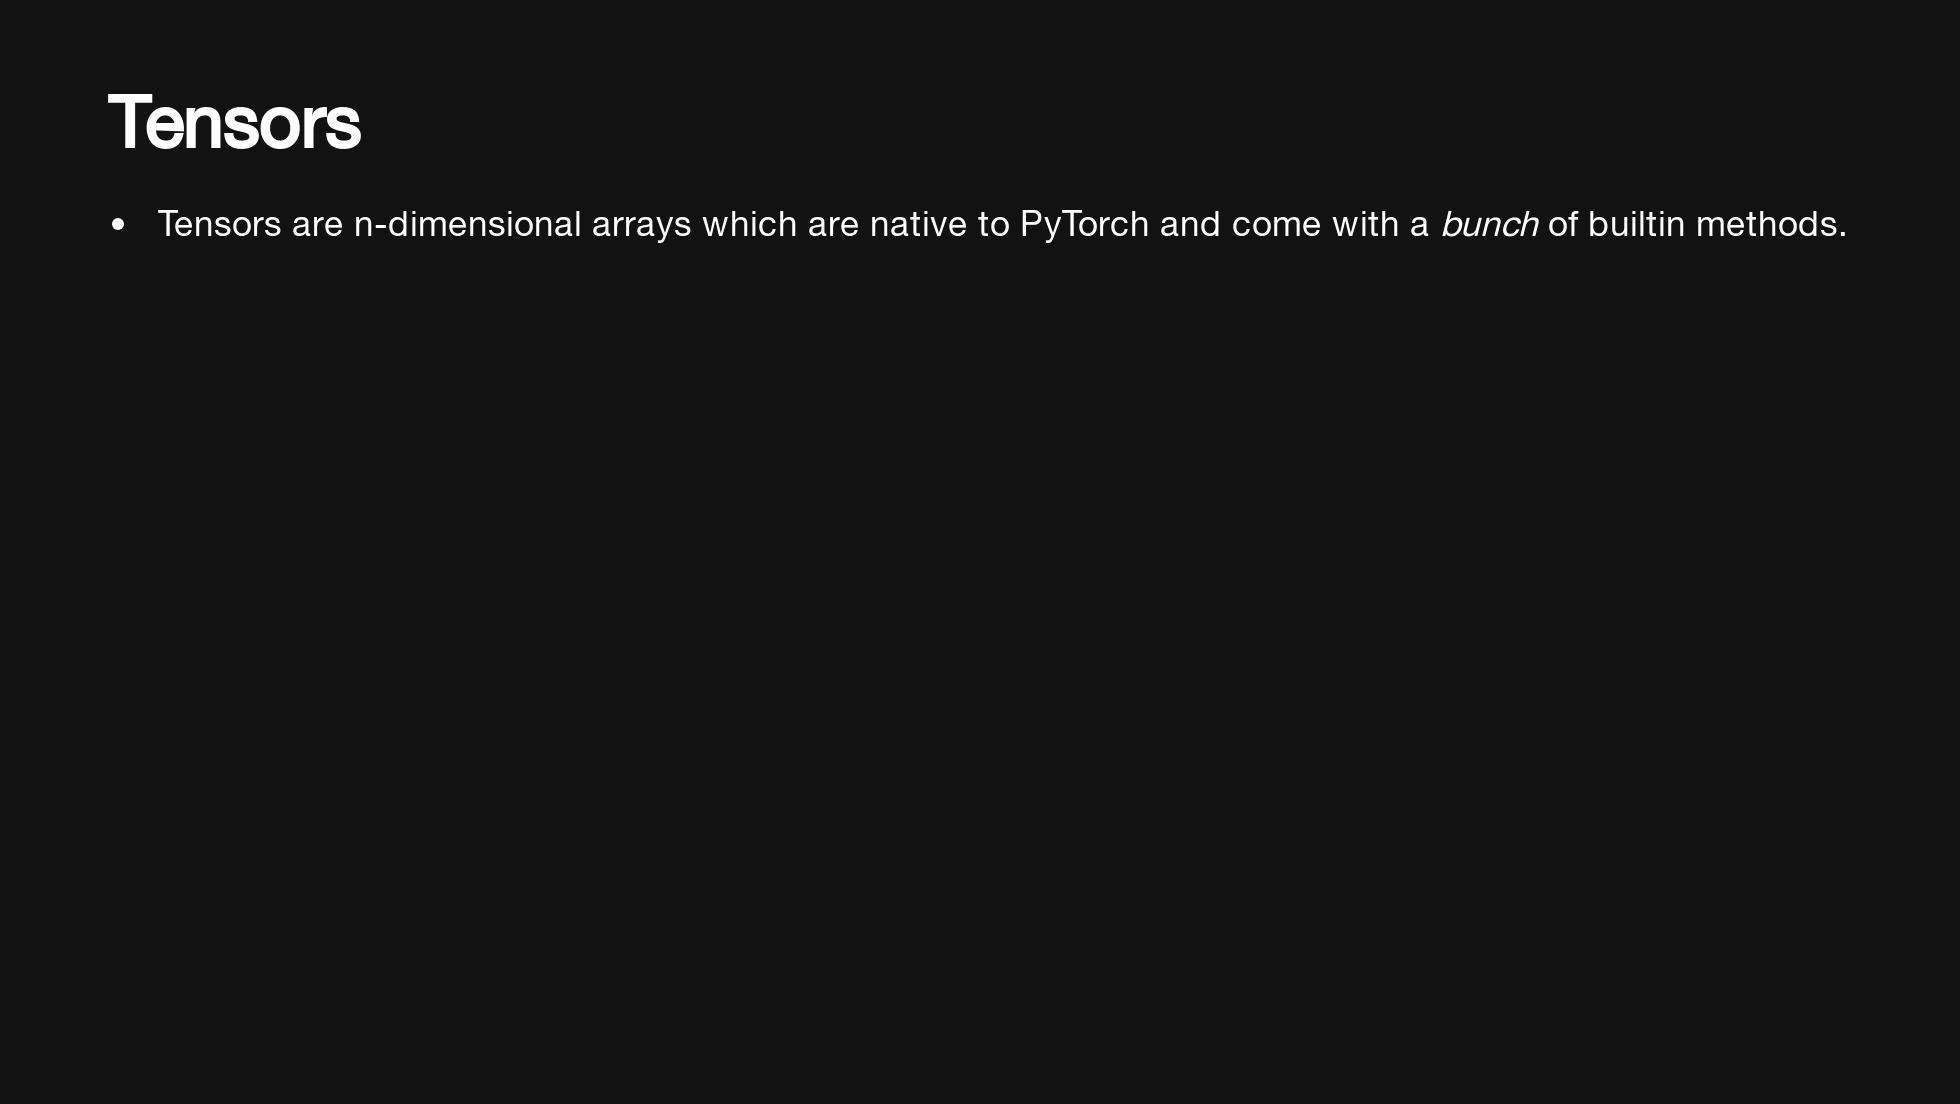 Tensors
• Tensors are n-dimensional arrays which are native to PyTorch and come with a bunch of builtin methods.